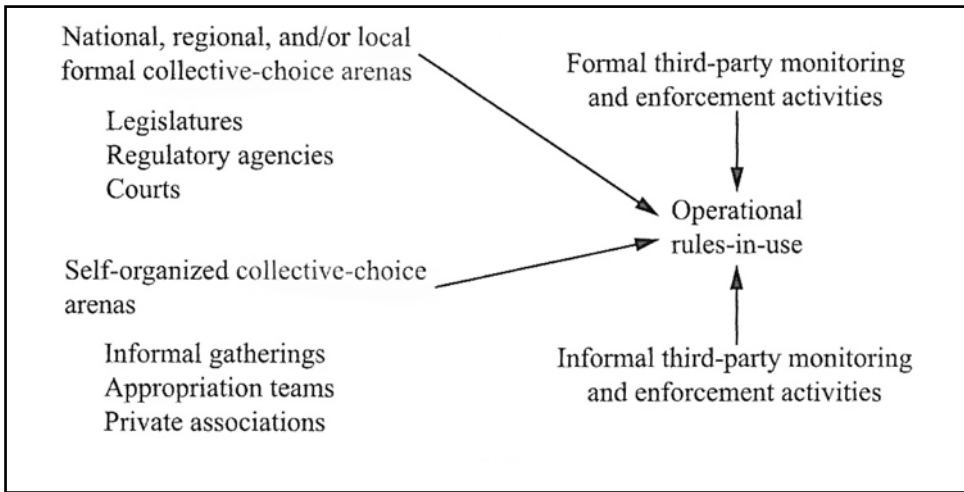 National, regional, and/or local
formal collective-choice arenas
Legislatures
Regulatory agencies
Courts
Self-organized collective-choice
arenas
Informal gatherings
Appropriation teams
Private associations
Formal third-party monitoring
and enforcement activities
Operational
rules-in-use
Informal third-party monitoring
and enforcement activities